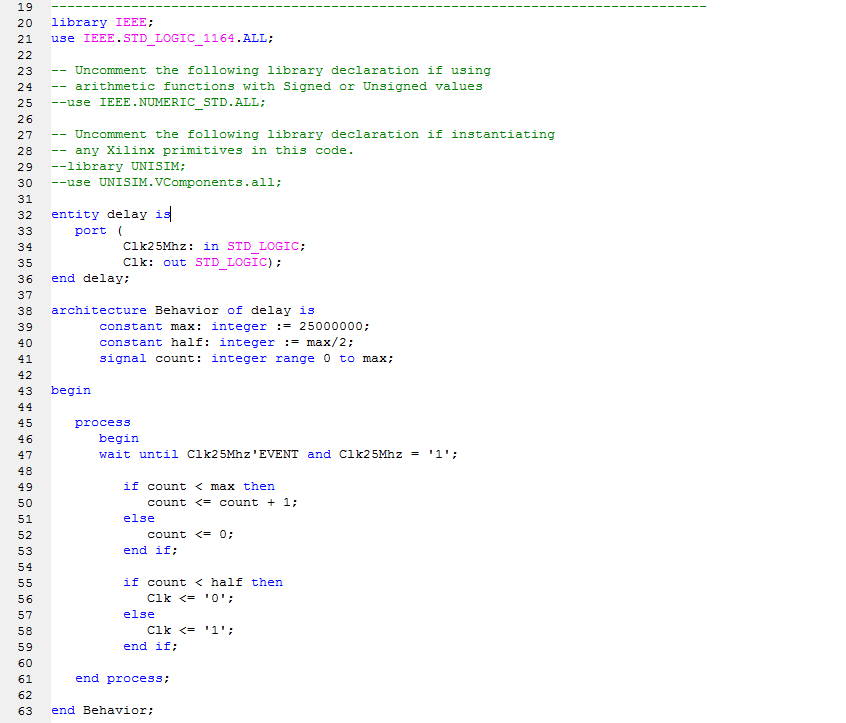 19 ----------------------------------------------------------------------------------
20 library IEEE;
21 use IEEE.STD_LOGIC_1164.ALL;
22
23 -- Uncomment the following library declaration if using
24 -- arithmetic functions with Signed or Unsigned values
25 --use IEEE.NUMERIC_STD.ALL;
26
27 -- Uncomment the following library declaration if instantiating
28 -- any Xilinx primitives in this code.
29 --library UNISIM;
30 --use UNISIM.VComponents.all;
31
32 entity delay is
33    port (
34          Clk25Mhz: in STD_LOGIC;
35          Clk: out STD_LOGIC);
36 end delay;
37
38 architecture Behavior of delay is
39       constant max: integer := 25000000;
40       constant half: integer := max/2;
41       signal count: integer range 0 to max;
42
43 begin
44
45    process
46       begin
47       wait until Clk25Mhz'EVENT and Clk25Mhz = '1';
48
49          if count < max then
50             count <= count + 1;
51          else
52             count <= 0;
53          end if;
54
55          if count < half then
56             Clk <= '0';
57          else
58             Clk <= '1';
59          end if;
60
61    end process;
62
63 end Behavior;